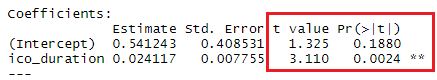 Coefficients:
Estimate Std. Error t value Pr(>|t|)
(Intercept) 0.541243 0.408531 1.325 0.1880
ico_duration 0.024117 0.007755 3.110 0.0024 **
---